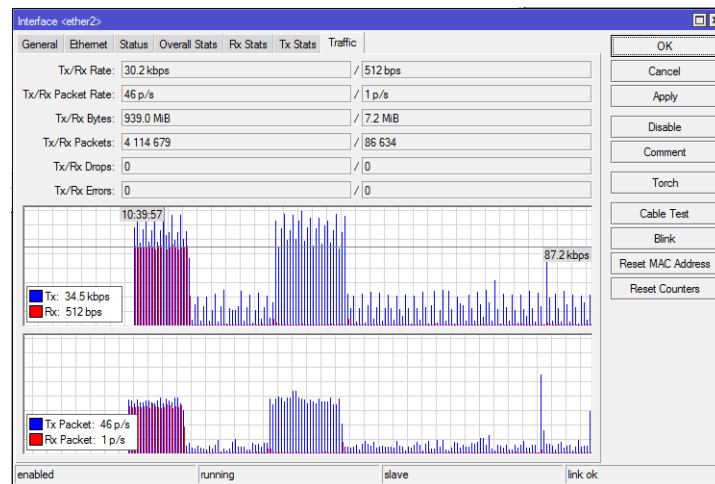 Interface <ether2>
General Ethernet Status Overall Stats Rx Stats Tx Stats Traffic
Tx/Rx Rate: 30.2 kbps / 512 bps
Tx/Rx Packet Rate: 46 p/s / 1 p/s
Tx/Rx Bytes: 939.0 MiB / 7.2 MiB
Tx/Rx Packets: 4 114 679 / 86 634
Tx/Rx Drops: 0 / 0
Tx/Rx Errors: 0 / 0
10:39:57
87.2 kbps
Tx: 34.5 kbps
Rx: 512 bps
Tx Packet: 46 p/s
Rx Packet: 1 p/s
OK
Cancel
Apply
Disable
Comment
Torch
Cable Test
Blink
Reset MAC Address
Reset Counters
enabled running slave link ok